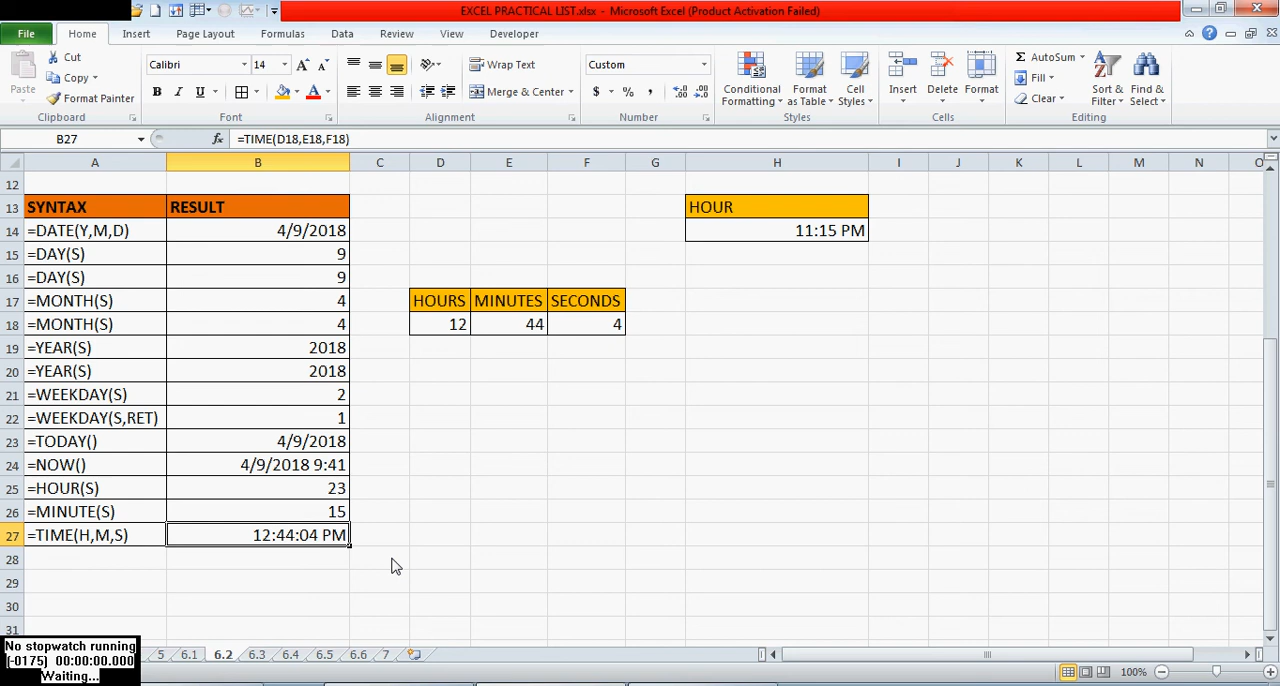 EXCEL PRACTICAL LIST.xlsx - Microsoft Excel (Product Activation Failed)
File Home Insert Page Layout Formulas Data Review View Developer
Paste Cut Copy Format Painter Clipboard
Calibri 14 A A B I U A Font
Wrap Text Merge & Center Alignment
Custom $ % , Number
Conditional Formatting Format as Table Cell Styles Styles
Insert Delete Format Cells
Σ AutoSum Fill Clear Sort & Filter Find & Select Editing
B27 fx =TIME(D18,E18,F18)
A B C D E F G H I J K L M N O
12
13 SYNTAX RESULT HOUR
14 =DATE(Y,M,D) 4/9/2018 11:15 PM
15 =DAY(S) 9
16 =DAY(S) 9
17 =MONTH(S) 4 HOURS MINUTES SECONDS
18 =MONTH(S) 4 12 44 4
19 =YEAR(S) 2018
20 =YEAR(S) 2018
21 =WEEKDAY(S) 2
22 =WEEKDAY(S,RET) 1
23 =TODAY() 4/9/2018
24 =NOW() 4/9/2018 9:41
25 =HOUR(S) 23
26 =MINUTE(S) 15
27 =TIME(H,M,S) 12:44:04 PM
28
29
30
31
No stopwatch running
[-0175] 00:00:00.000
Waiting...
5 6.1 6.2 6.3 6.4 6.5 6.6 7
100%